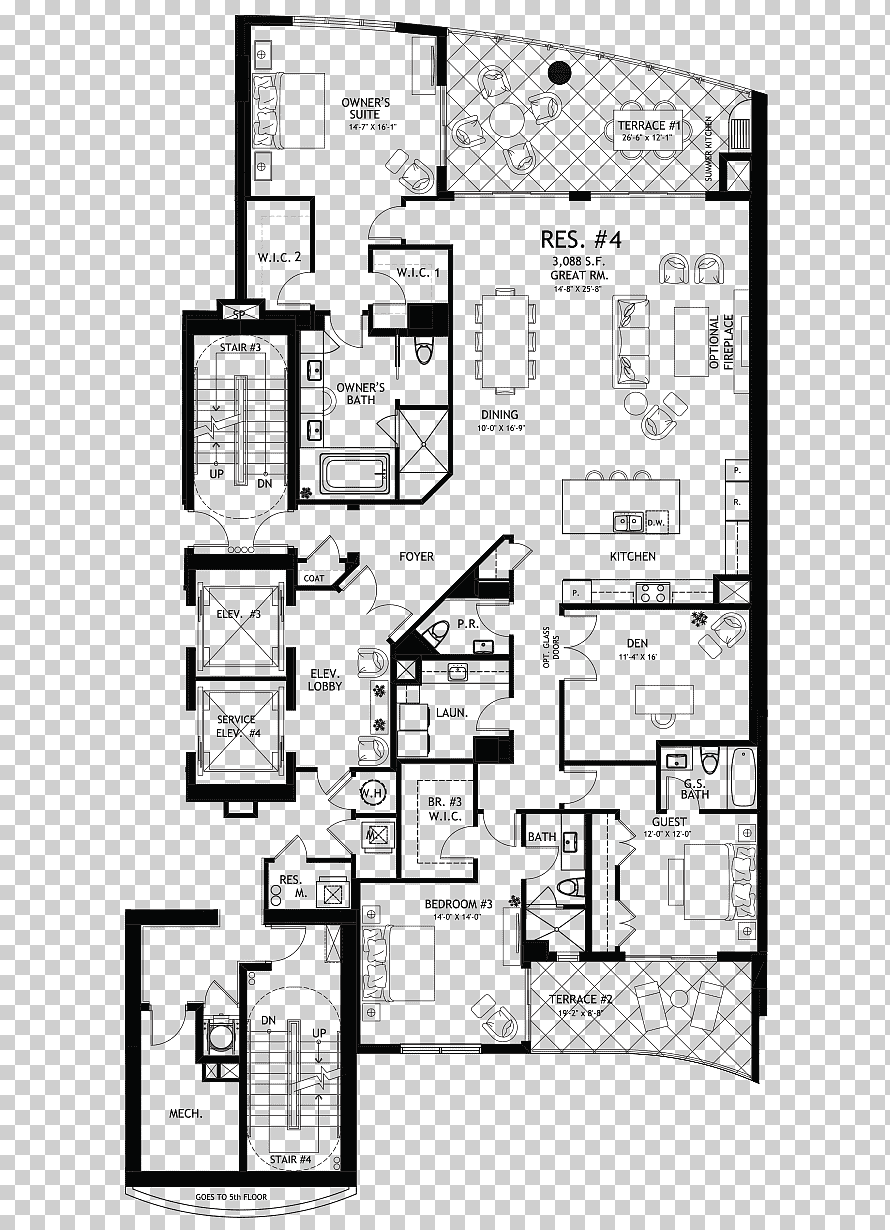 OWNER'S
SUITE
14'-7" X 16'-1"
TERRACE #1
26'-6" x 12'-1"
SUMMER KITCHEN
W.I.C. 2
W.I.C. 1
RES. #4
3,088 S.F.
GREAT RM.
14'-8" X 25'-8"
OPTIONAL
FIREPLACE
SP
STAIR #3
UP
DN
OWNER'S
BATH
DINING
10'-0" X 16'-9"
P.
R.
D.W.
KITCHEN
P.
COAT
FOYER
ELEV. #3
P.R.
OPT. GLASS
DOORS
DEN
11'-4" X 16'
ELEV.
LOBBY
SERVICE
ELEV. #4
LAUN.
W.H
M.
BR. #3
W.I.C.
G.S.
BATH
BATH
GUEST
12'-0" X 12'-0"
RES.
M.
BEDROOM #3
14'-0" X 14'-0"
TERRACE #2
19'-2" x 8'-8"
DN
UP
MECH.
STAIR #4
GOES TO 5th FLOOR